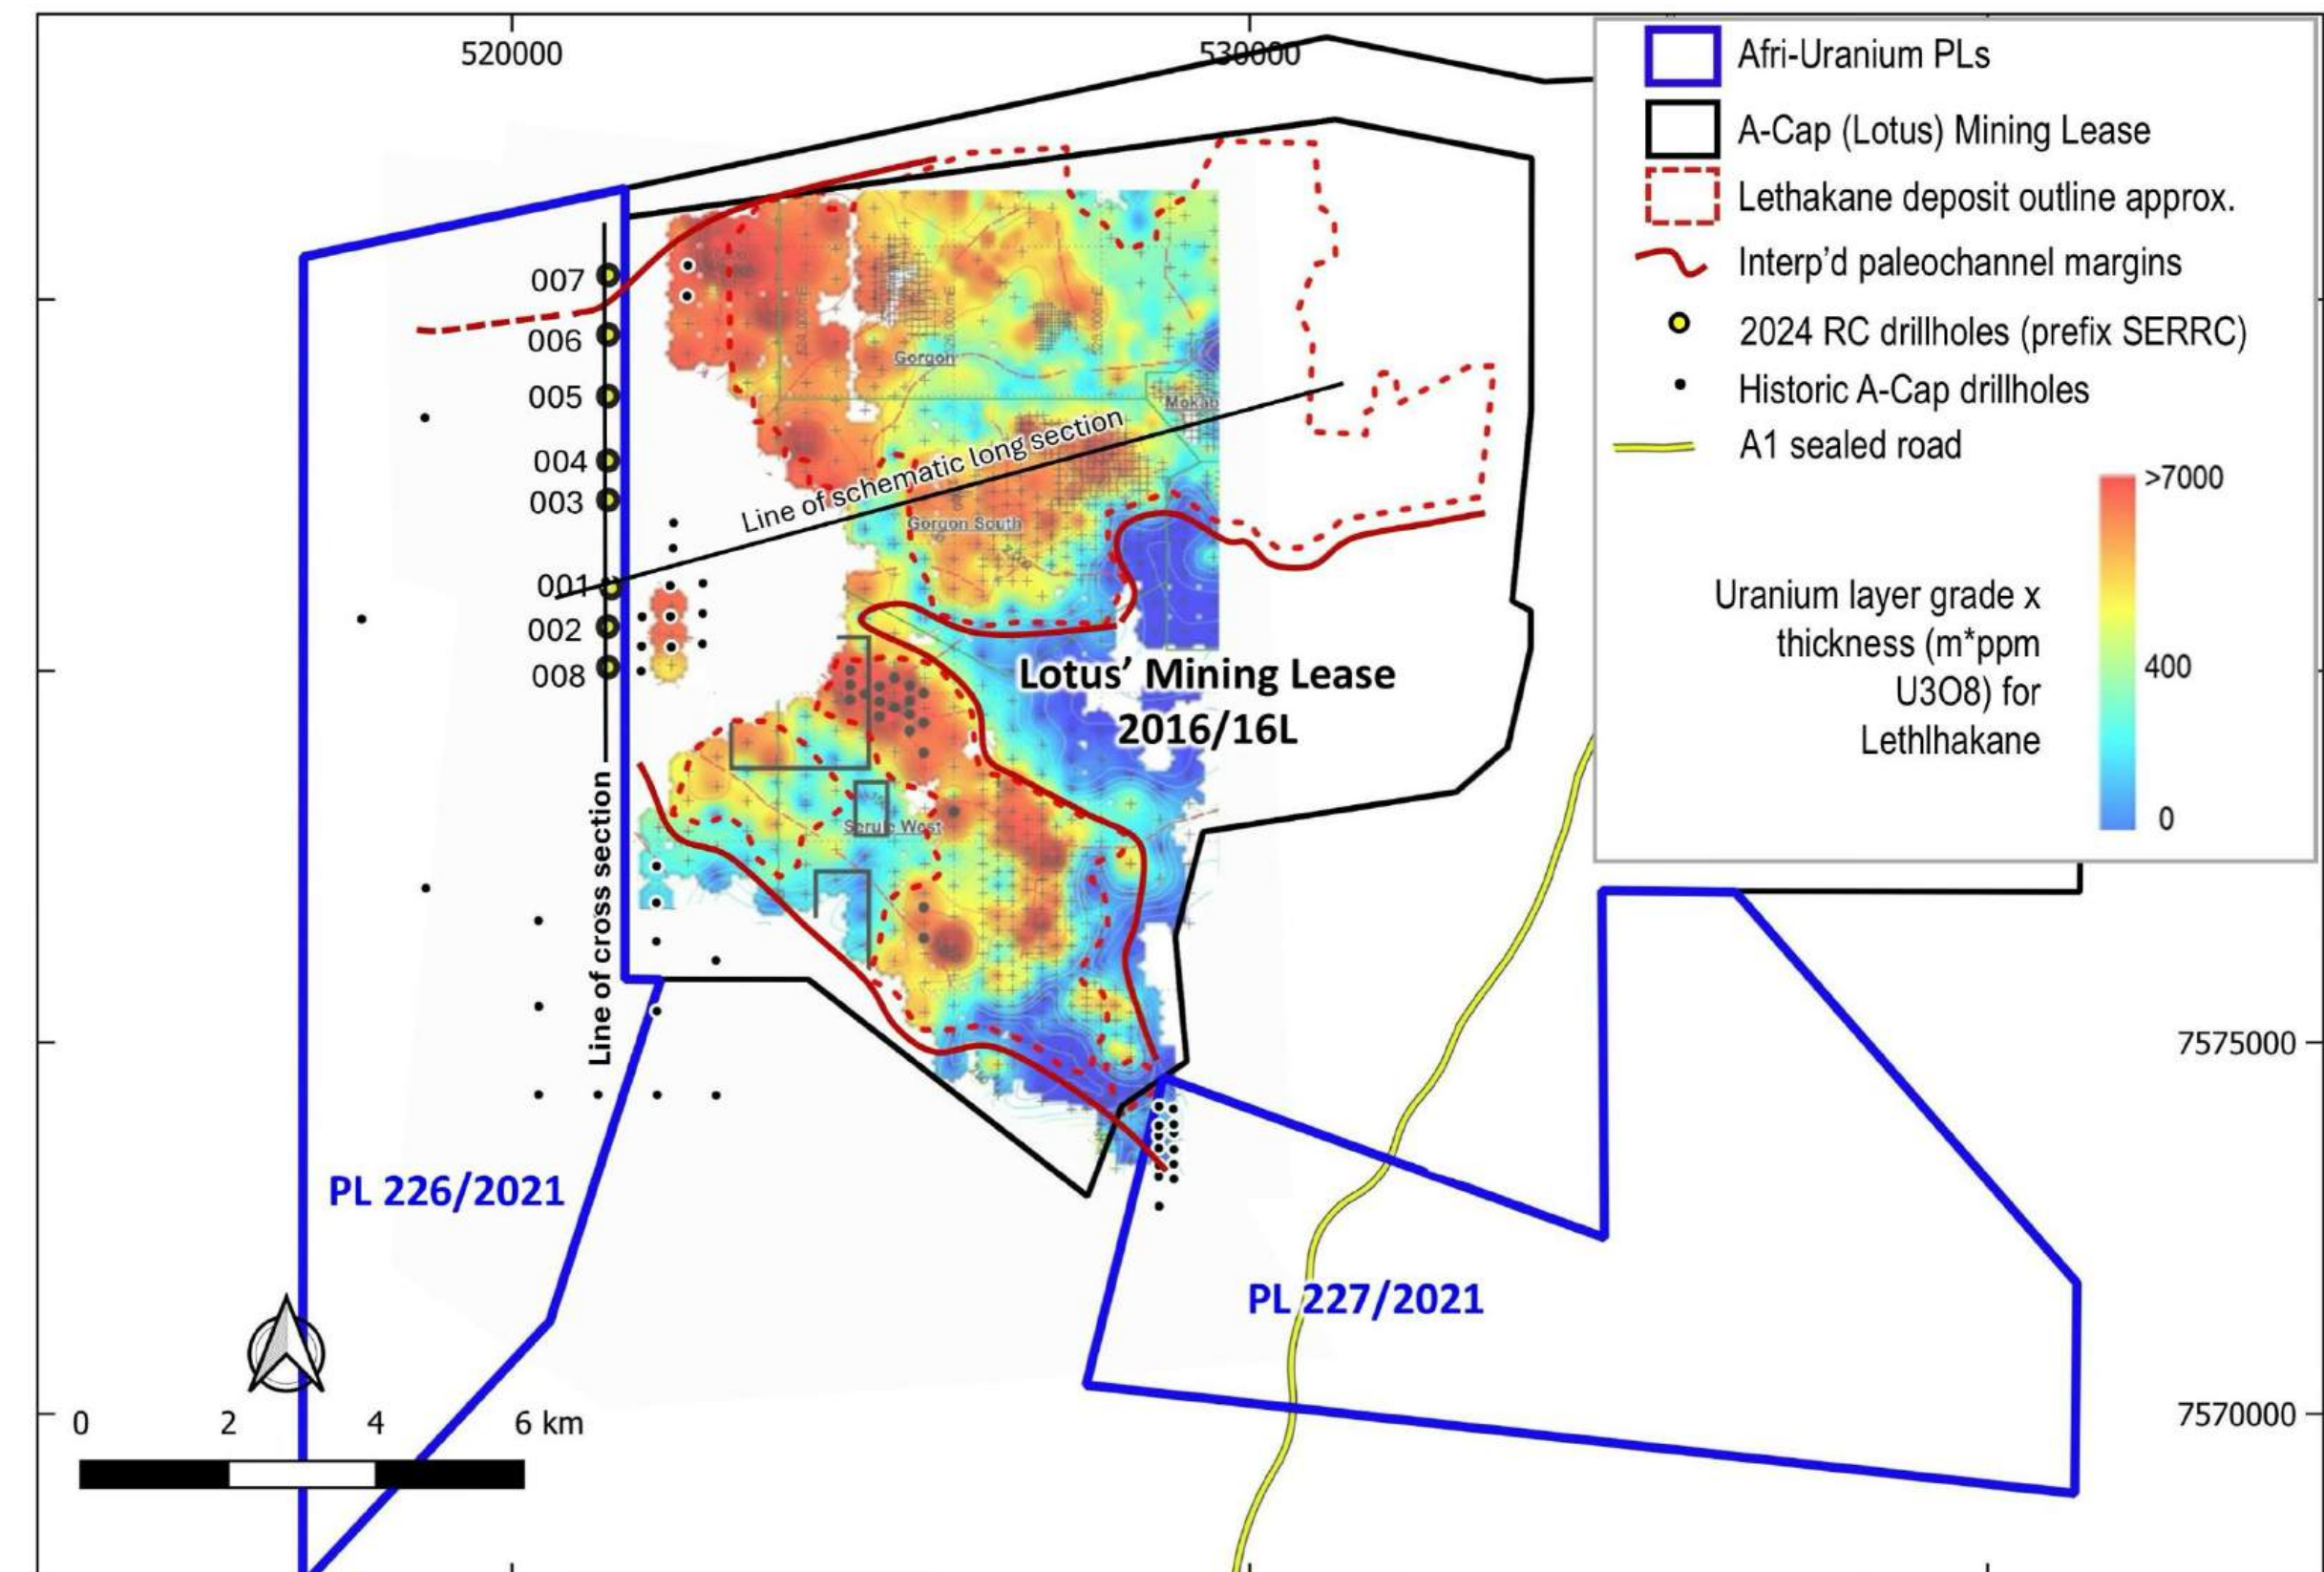 520000
530000
Afri-Uranium PLs
A-Cap (Lotus) Mining Lease
Lethakane deposit outline approx.
Interp'd paleochannel margins
2024 RC drillholes (prefix SERRC)
Historic A-Cap drillholes
A1 sealed road
>7000
400
0
Uranium layer grade x
thickness (m*ppm
U3O8) for
Lethlhakane
007
006
005
004
003
001
002
008
Gorgon
Mokab
Line of schematic long section
Gorgon South
Lotus' Mining Lease
2016/16L
Serule West
Line of cross section
PL 226/2021
PL 227/2021
7575000
7570000
0 2 4 6 km